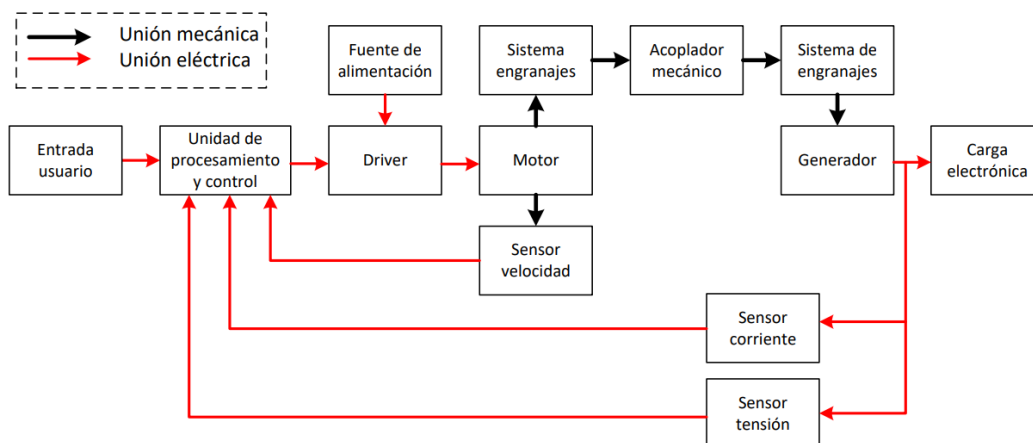 Unión mecánica
Unión eléctrica
Fuente de
alimentación
Sistema
engranajes
Acoplador
mecánico
Sistema de
engranajes
Entrada
usuario
Unidad de
procesamiento
y control
Driver
Motor
Generador
Carga
electrónica
Sensor
velocidad
Sensor
corriente
Sensor
tensión